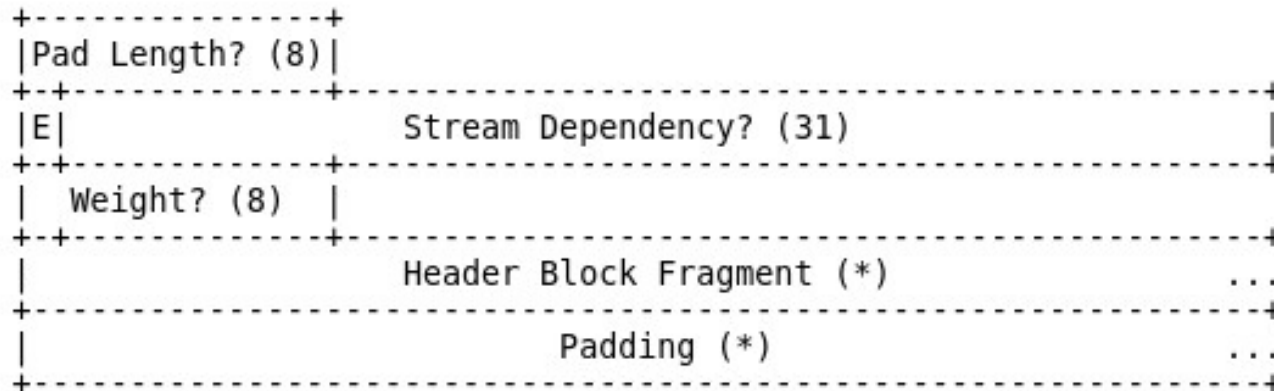 +---------------+
|Pad Length? (8)|
+-+-------------+-----------------------------------------------+
|E|                 Stream Dependency? (31)                     |
+-+-------------+-----------------------------------------------+
|  Weight? (8)  |
+-+-------------+-----------------------------------------------+
|                   Header Block Fragment (*)                 ...
+---------------------------------------------------------------+
|                           Padding (*)                       ...
+---------------------------------------------------------------+